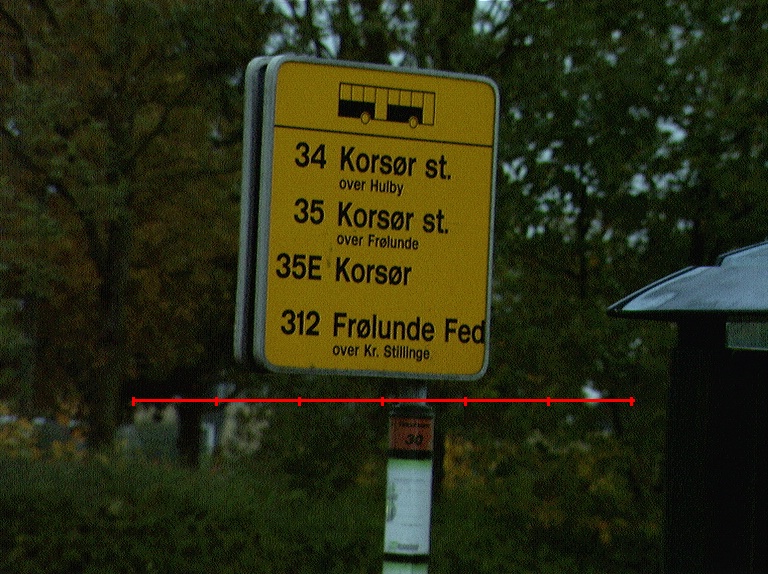 34 Korsør st.
over Hulby
35 Korsør st.
over Frølunde
35E Korsør
312 Frølunde Fed
over Kr. Stillinge
30